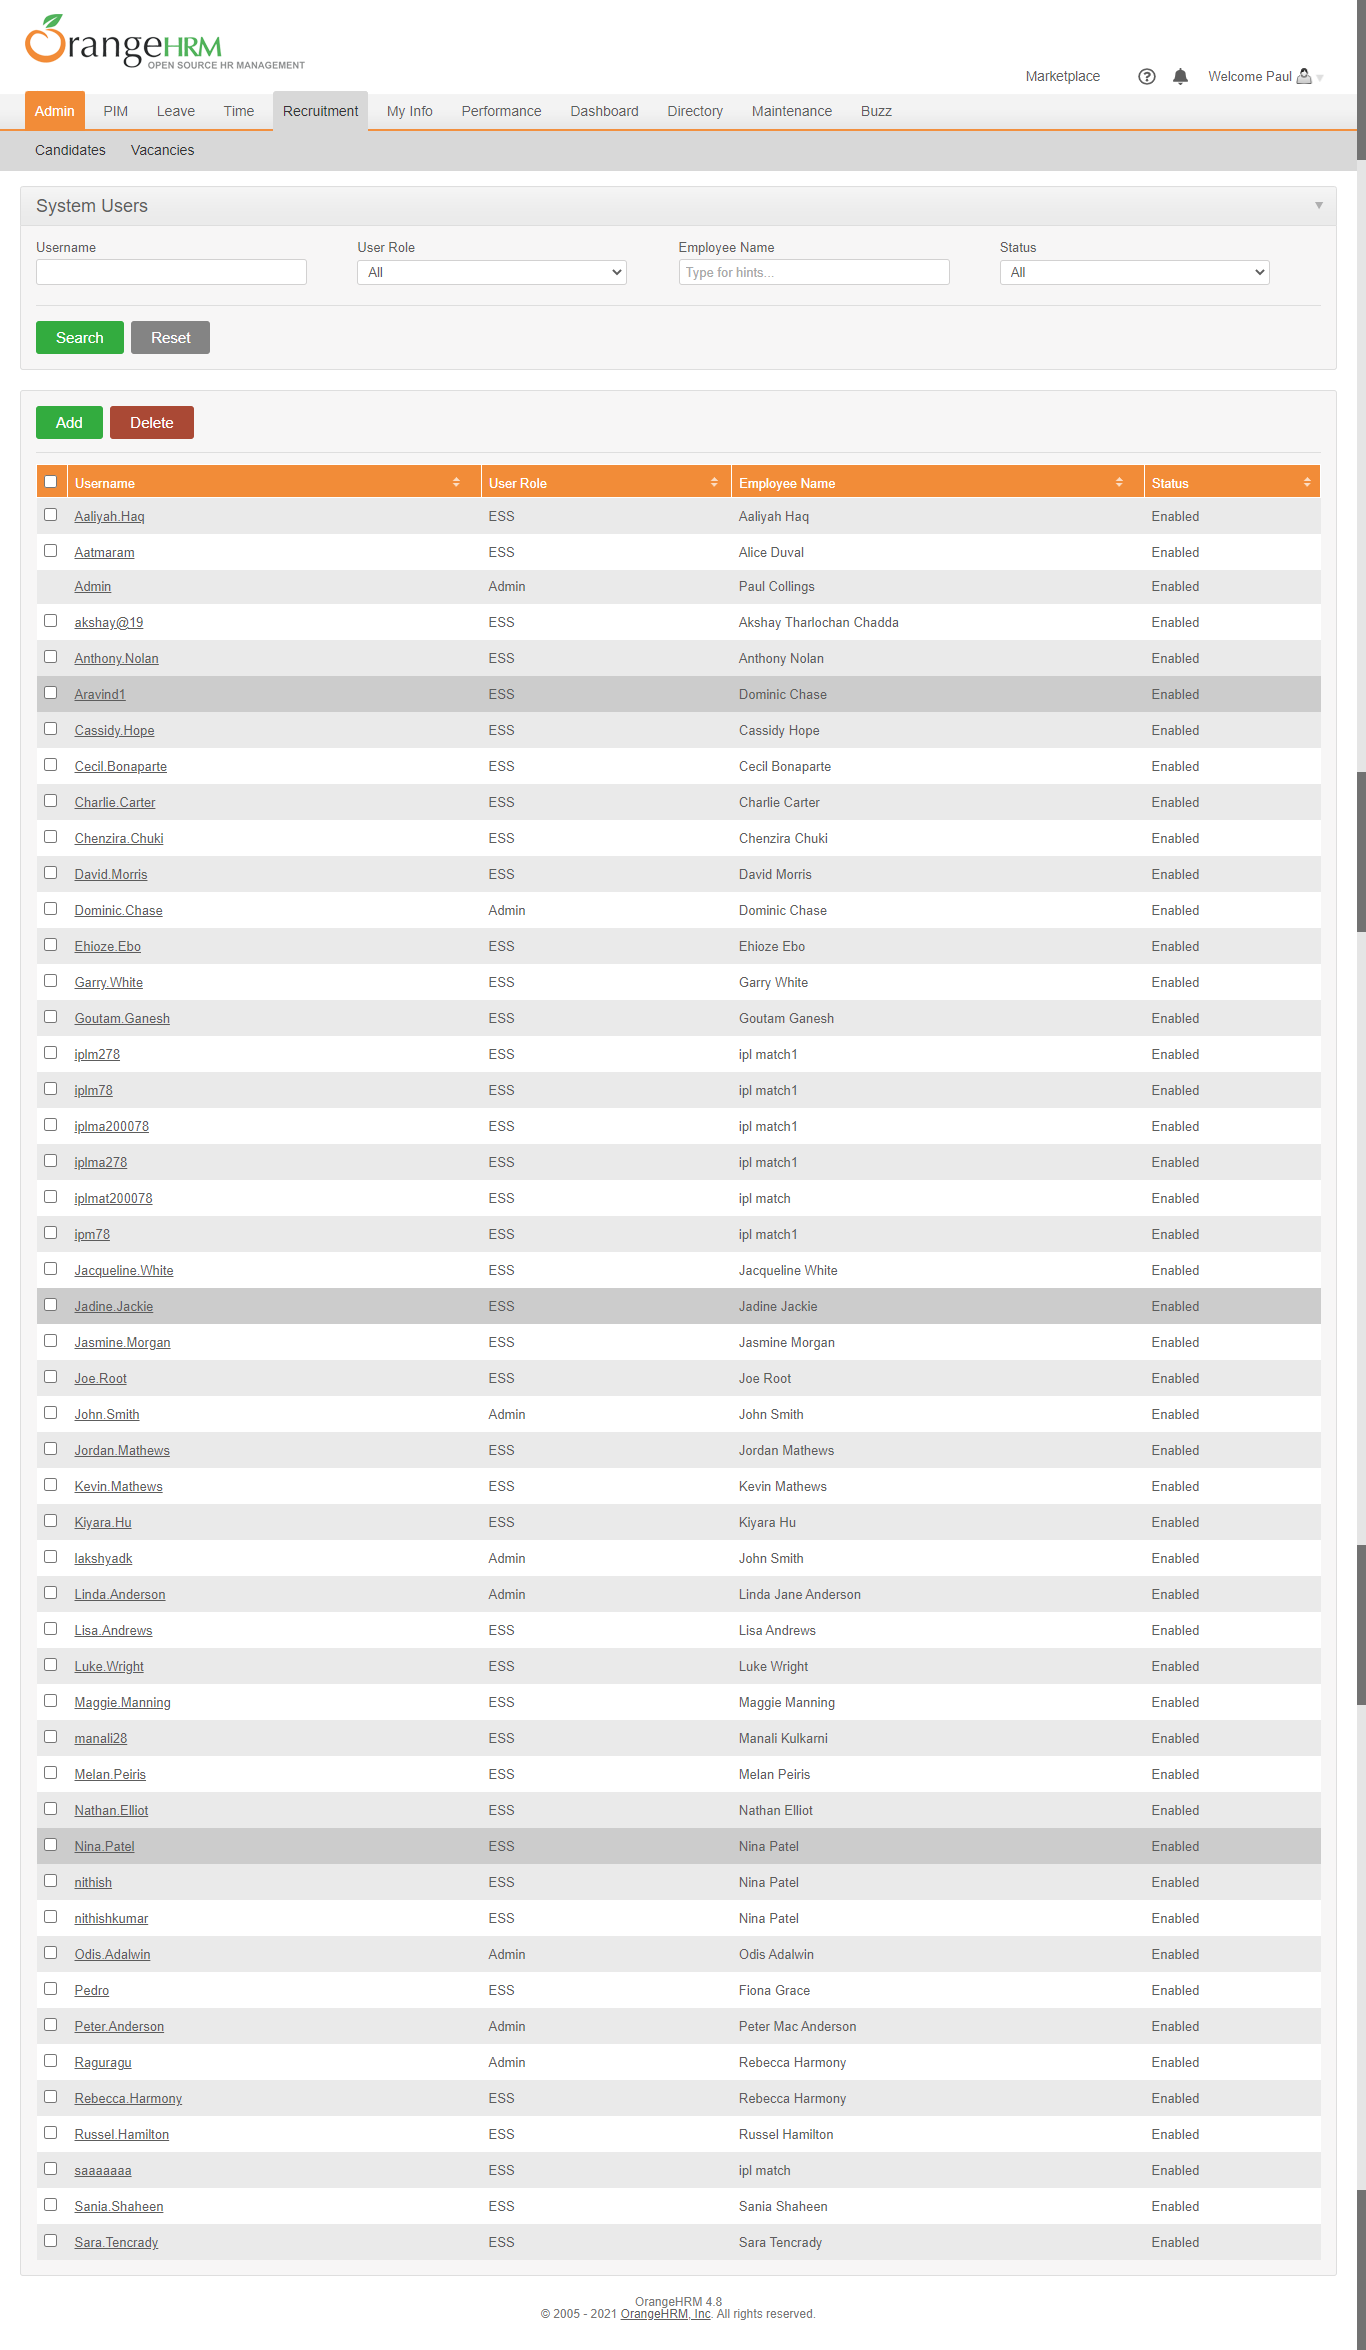 OrangeHRM
OPEN SOURCE HR MANAGEMENT
Marketplace Welcome Paul
Admin PIM Leave Time Recruitment My Info Performance Dashboard Directory Maintenance Buzz
Candidates Vacancies
System Users
Username User Role Employee Name Status
All Type for hints... All
Search Reset
Add Delete
Username User Role Employee Name Status
Aaliyah.Haq ESS Aaliyah Haq Enabled
Aatmaram ESS Alice Duval Enabled
Admin Admin Paul Collings Enabled
akshay@19 ESS Akshay Tharlochan Chadda Enabled
Anthony.Nolan ESS Anthony Nolan Enabled
Aravind1 ESS Dominic Chase Enabled
Cassidy.Hope ESS Cassidy Hope Enabled
Cecil.Bonaparte ESS Cecil Bonaparte Enabled
Charlie.Carter ESS Charlie Carter Enabled
Chenzira.Chuki ESS Chenzira Chuki Enabled
David.Morris ESS David Morris Enabled
Dominic.Chase Admin Dominic Chase Enabled
Ehioze.Ebo ESS Ehioze Ebo Enabled
Garry.White ESS Garry White Enabled
Goutam.Ganesh ESS Goutam Ganesh Enabled
iplm278 ESS ipl match1 Enabled
iplm78 ESS ipl match1 Enabled
iplma200078 ESS ipl match1 Enabled
iplma278 ESS ipl match1 Enabled
iplmat200078 ESS ipl match Enabled
ipm78 ESS ipl match1 Enabled
Jacqueline.White ESS Jacqueline White Enabled
Jadine.Jackie ESS Jadine Jackie Enabled
Jasmine.Morgan ESS Jasmine Morgan Enabled
Joe.Root ESS Joe Root Enabled
John.Smith Admin John Smith Enabled
Jordan.Mathews ESS Jordan Mathews Enabled
Kevin.Mathews ESS Kevin Mathews Enabled
Kiyara.Hu ESS Kiyara Hu Enabled
lakshyadk Admin John Smith Enabled
Linda.Anderson Admin Linda Jane Anderson Enabled
Lisa.Andrews ESS Lisa Andrews Enabled
Luke.Wright ESS Luke Wright Enabled
Maggie.Manning ESS Maggie Manning Enabled
manali28 ESS Manali Kulkarni Enabled
Melan.Peiris ESS Melan Peiris Enabled
Nathan.Elliot ESS Nathan Elliot Enabled
Nina.Patel ESS Nina Patel Enabled
nithish ESS Nina Patel Enabled
nithishkumar ESS Nina Patel Enabled
Odis.Adalwin Admin Odis Adalwin Enabled
Pedro ESS Fiona Grace Enabled
Peter.Anderson Admin Peter Mac Anderson Enabled
Raguragu Admin Rebecca Harmony Enabled
Rebecca.Harmony ESS Rebecca Harmony Enabled
Russel.Hamilton ESS Russel Hamilton Enabled
saaaaaaa ESS ipl match Enabled
Sania.Shaheen ESS Sania Shaheen Enabled
Sara.Tencrady ESS Sara Tencrady Enabled
OrangeHRM 4.8
© 2005 - 2021 OrangeHRM, Inc. All rights reserved.